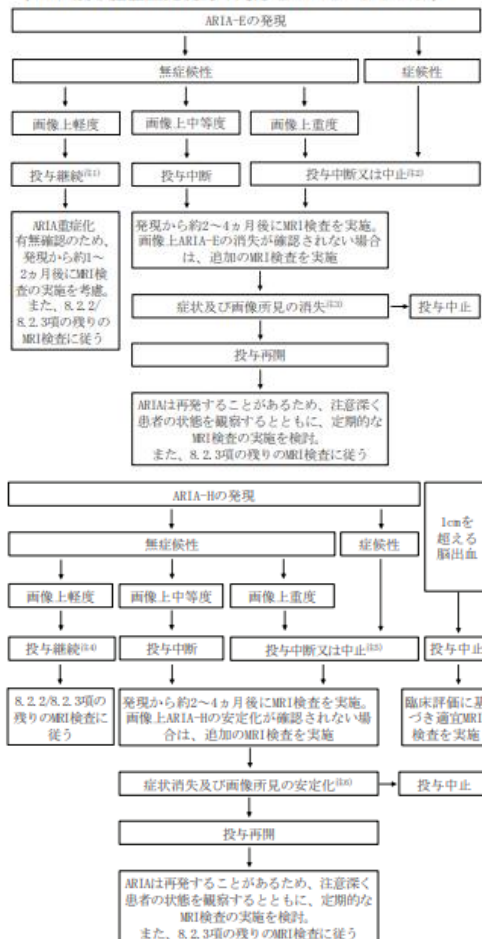 ARIA-Eの発現
無症候性
症候性
画像上軽度
画像上中等度
画像上重度
投与継続(注1)
投与中断
投与中断又は中止(注2)
ARIA重症化
有無確認のため、
発現から約1～
2ヵ月後にMRI検
査の実施を考慮。
また、8.2.2/
8.2.3項の残りの
MRI検査に従う
発現から約2～4ヵ月後にMRI検査を実施。
画像上ARIA-Eの消失が確認されない場合
は、追加のMRI検査を実施
症状及び画像所見の消失(注3)
投与中止
投与再開
ARIAは再発することがあるため、注意深く
患者の状態を観察するとともに、定期的な
MRI検査の実施を検討。
また、8.2.3項の残りのMRI検査に従う
ARIA-Hの発現
1cmを
超える
脳出血
無症候性
症候性
画像上軽度
画像上中等度
画像上重度
投与継続(注4)
投与中断
投与中断又は中止(注5)
投与中止
8.2.2/8.2.3項の
残りのMRI検査に
従う
発現から約2～4ヵ月後にMRI検査を実施。
画像上ARIA-Hの安定化が確認されない場
合は、追加のMRI検査を実施
臨床評価に基
づき適宜MRI
検査を実施
症状消失及び画像所見の安定化(注6)
投与中止
投与再開
ARIAは再発することがあるため、注意深く
患者の状態を観察するとともに、定期的な
MRI検査の実施を検討。
また、8.2.3項の残りのMRI検査に従う